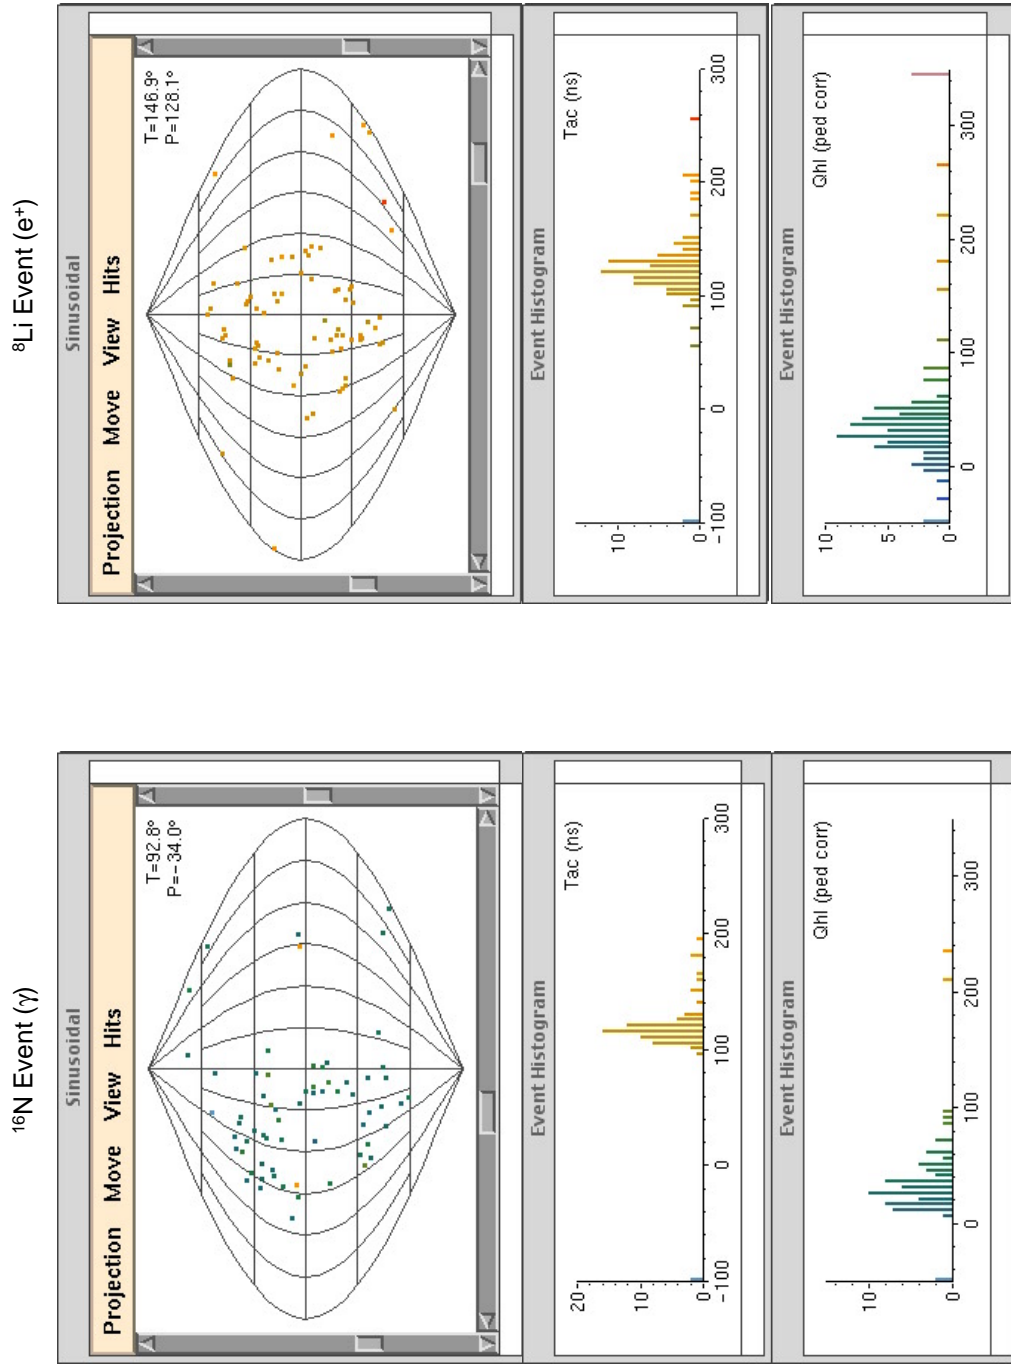 ¹⁶N Event (γ)
Sinusoidal
Projection Move View Hits
T=92.8°
P=-34.0°
Event Histogram
Tac (ns)
20
10
0
-100 0 100 200 300
Event Histogram
Qhl (ped corr)
10
0
0 100 200 300
⁸Li Event (e⁺)
Sinusoidal
Projection Move View Hits
T=146.9°
P=128.1°
Event Histogram
Tac (ns)
10
0
-100 0 100 200 300
Event Histogram
Qhl (ped corr)
10
5
0
0 100 200 300